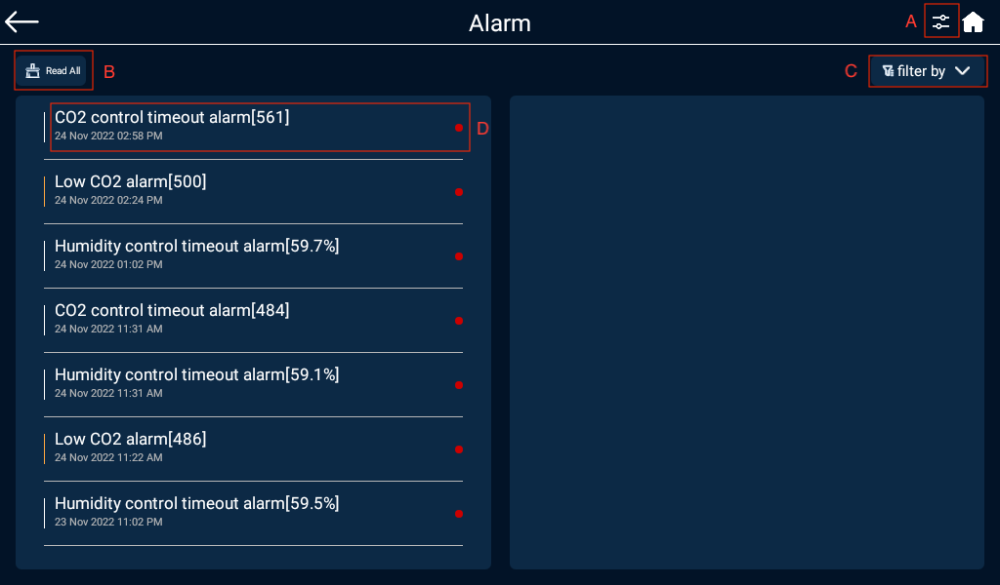 Alarm
A
Read All
B
C
filter by
CO2 control timeout alarm[561]
24 Nov 2022 02:58 PM
D
Low CO2 alarm[500]
24 Nov 2022 02:24 PM
Humidity control timeout alarm[59.7%]
24 Nov 2022 01:02 PM
CO2 control timeout alarm[484]
24 Nov 2022 11:31 AM
Humidity control timeout alarm[59.1%]
24 Nov 2022 11:31 AM
Low CO2 alarm[486]
24 Nov 2022 11:22 AM
Humidity control timeout alarm[59.5%]
23 Nov 2022 11:02 PM